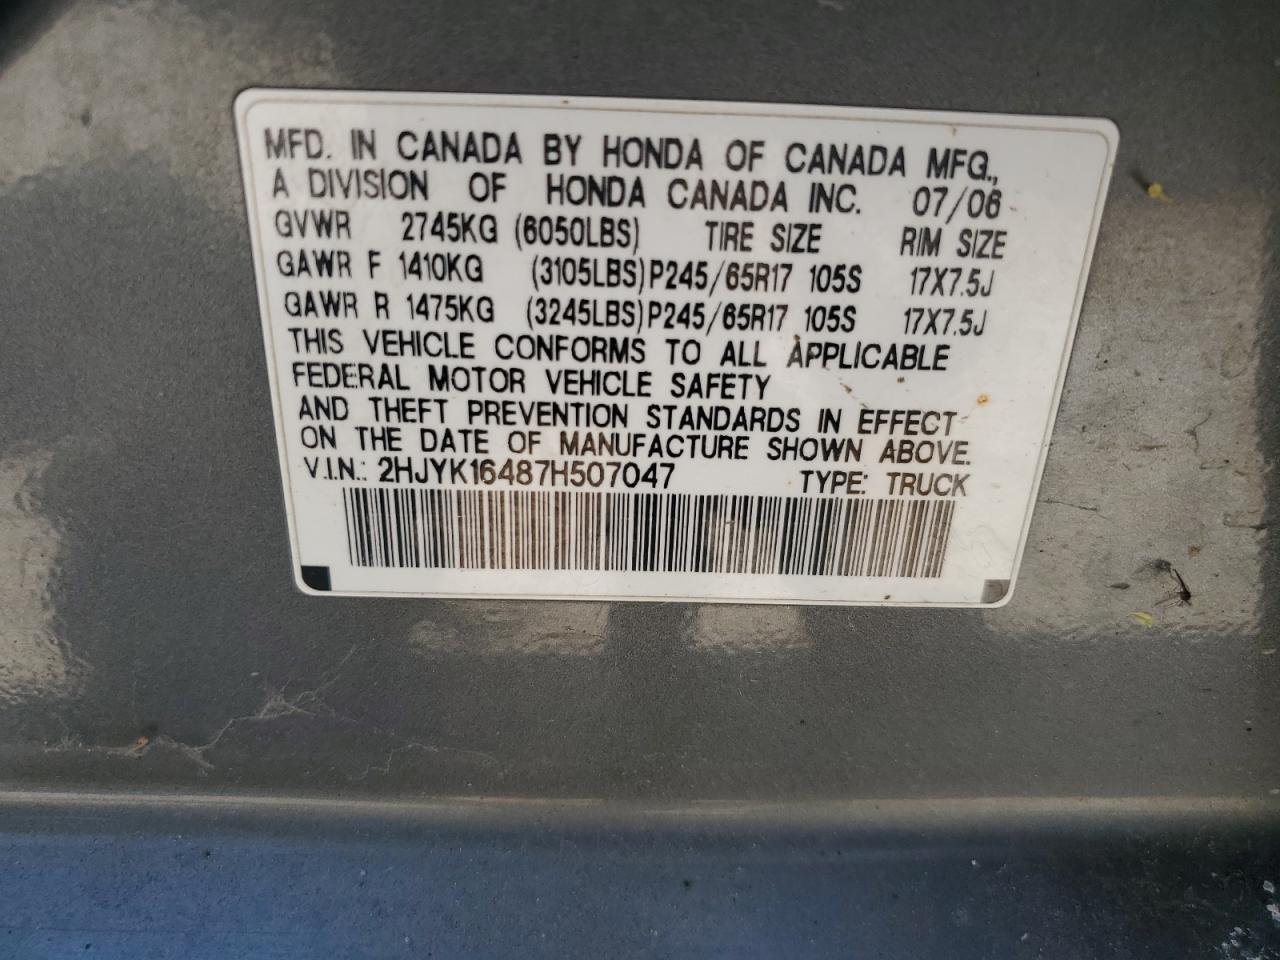 MFD. IN CANADA BY HONDA OF CANADA MFG.,
A DIVISION OF HONDA CANADA INC. 07/06
GVWR 2745KG (6050LBS) TIRE SIZE RIM SIZE
GAWR F 1410KG (3105LBS) P245/65R17 105S 17X7.5J
GAWR R 1475KG (3245LBS) P245/65R17 105S 17X7.5J
THIS VEHICLE CONFORMS TO ALL APPLICABLE
FEDERAL MOTOR VEHICLE SAFETY
AND THEFT PREVENTION STANDARDS IN EFFECT
ON THE DATE OF MANUFACTURE SHOWN ABOVE.
V.I.N.: 2HJYK16487H507047 TYPE: TRUCK